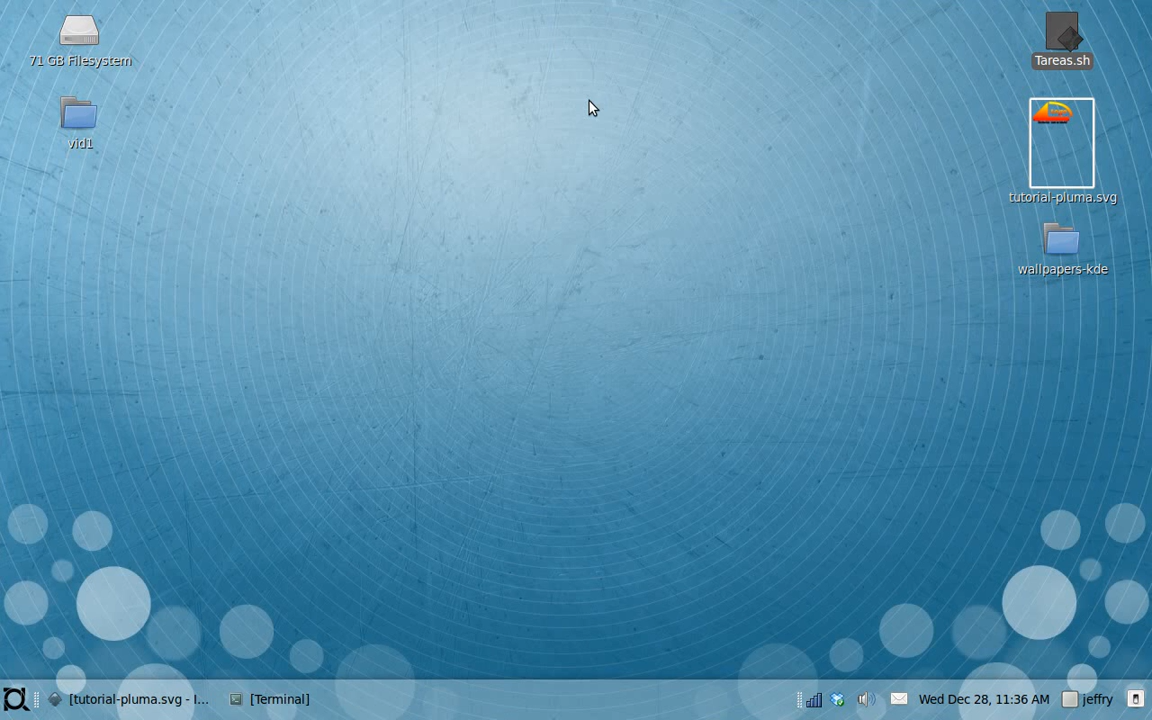 71 GB Filesystem
vid1
Tareas.sh
tutorial-pluma.svg
wallpapers-kde
[tutorial-pluma.svg - I...
[Terminal]
Wed Dec 28, 11:36 AM
jeffry